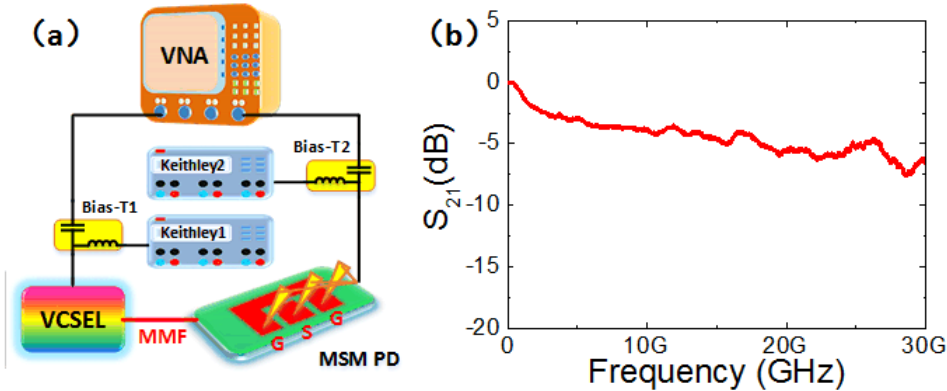 (a)
VNA
Bias-T2
Keithley2
Bias-T1
Keithley1
VCSEL
MMF
G
S
G
MSM PD
(b)
S21(dB)
0
-5
-10
-15
-20
0
10G
20G
30G
Frequency (GHz)